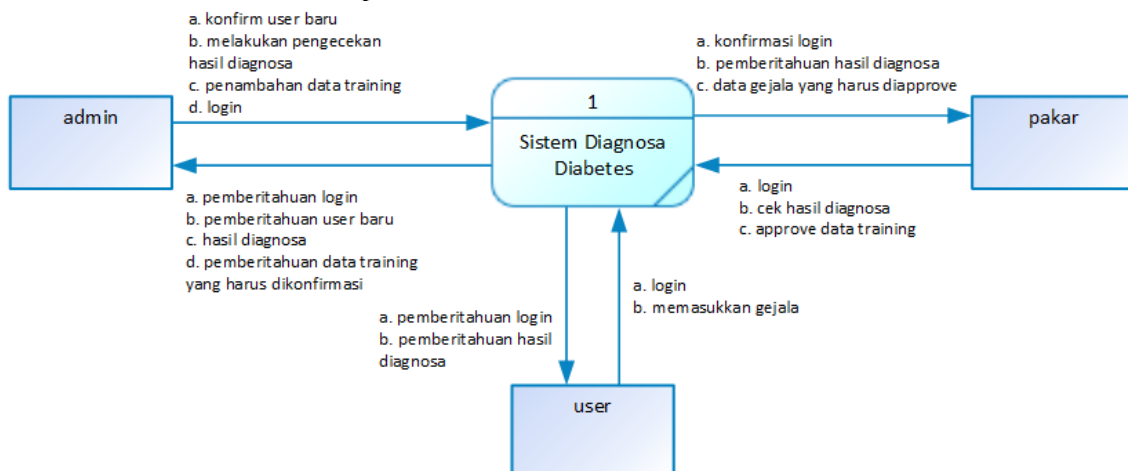 a. konfirm user baru
b. melakukan pengecekan
hasil diagnosa
c. penambahan data training
d. login
a. konfirmasi login
b. pemberitahuan hasil diagnosa
c. data gejala yang harus diapprove
admin
1
Sistem Diagnosa
Diabetes
pakar
a. pemberitahuan login
b. pemberitahuan user baru
c. hasil diagnosa
d. pemberitahuan data training
yang harus dikonfirmasi
a. login
b. cek hasil diagnosa
c. approve data training
a. login
b. memasukkan gejala
a. pemberitahuan login
b. pemberitahuan hasil
diagnosa
user